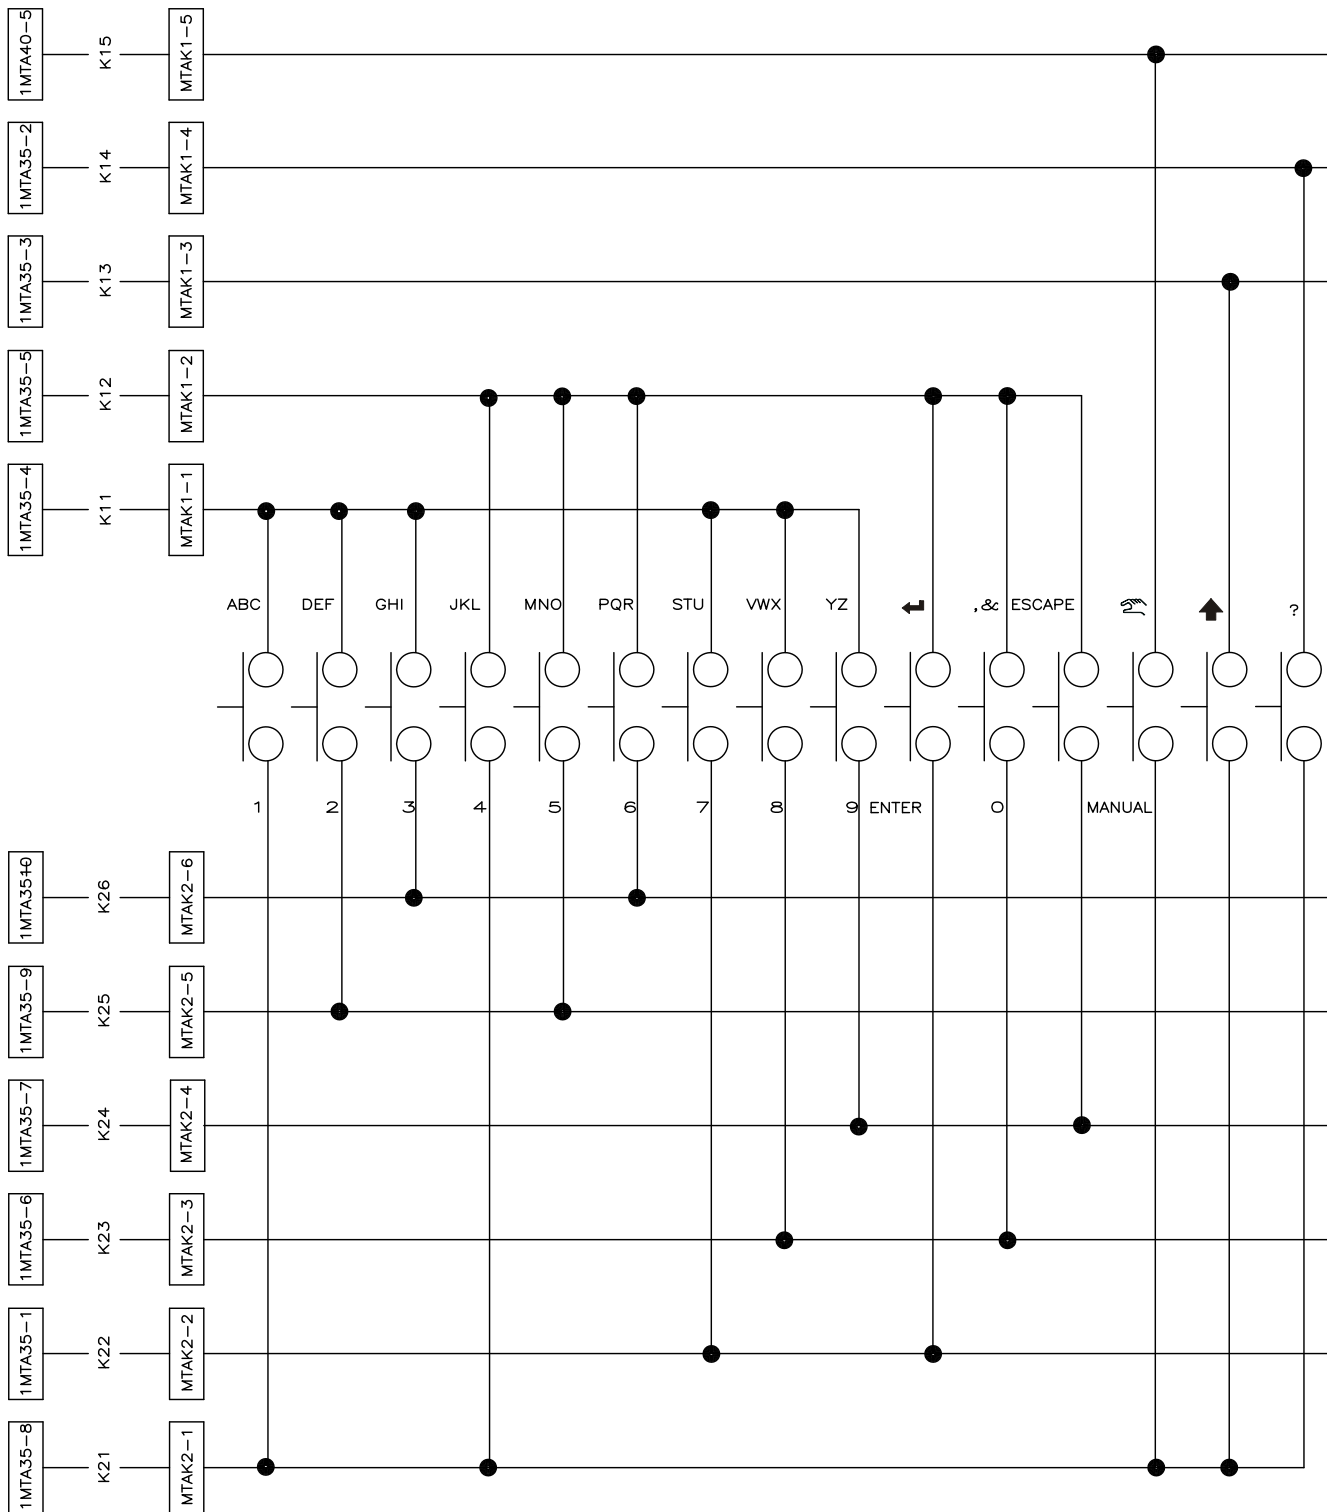 1MTA40-5 K15 MTAK1-5
1MTA35-2 K14 MTAK1-4
1MTA35-3 K13 MTAK1-3
1MTA35-5 K12 MTAK1-2
1MTA35-4 K11 MTAK1-1
ABC DEF GHI JKL MNO PQR STU VWX YZ ,& ESCAPE ?
1 2 3 4 5 6 7 8 9 ENTER 0 MANUAL
K26 MTAK2-6
1MTA35-9 K25 MTAK2-5
1MTA35-7 K24 MTAK2-4
1MTA35-6 K23 MTAK2-3
1MTA35-1 K22 MTAK2-2
1MTA35-8 K21 MTAK2-1